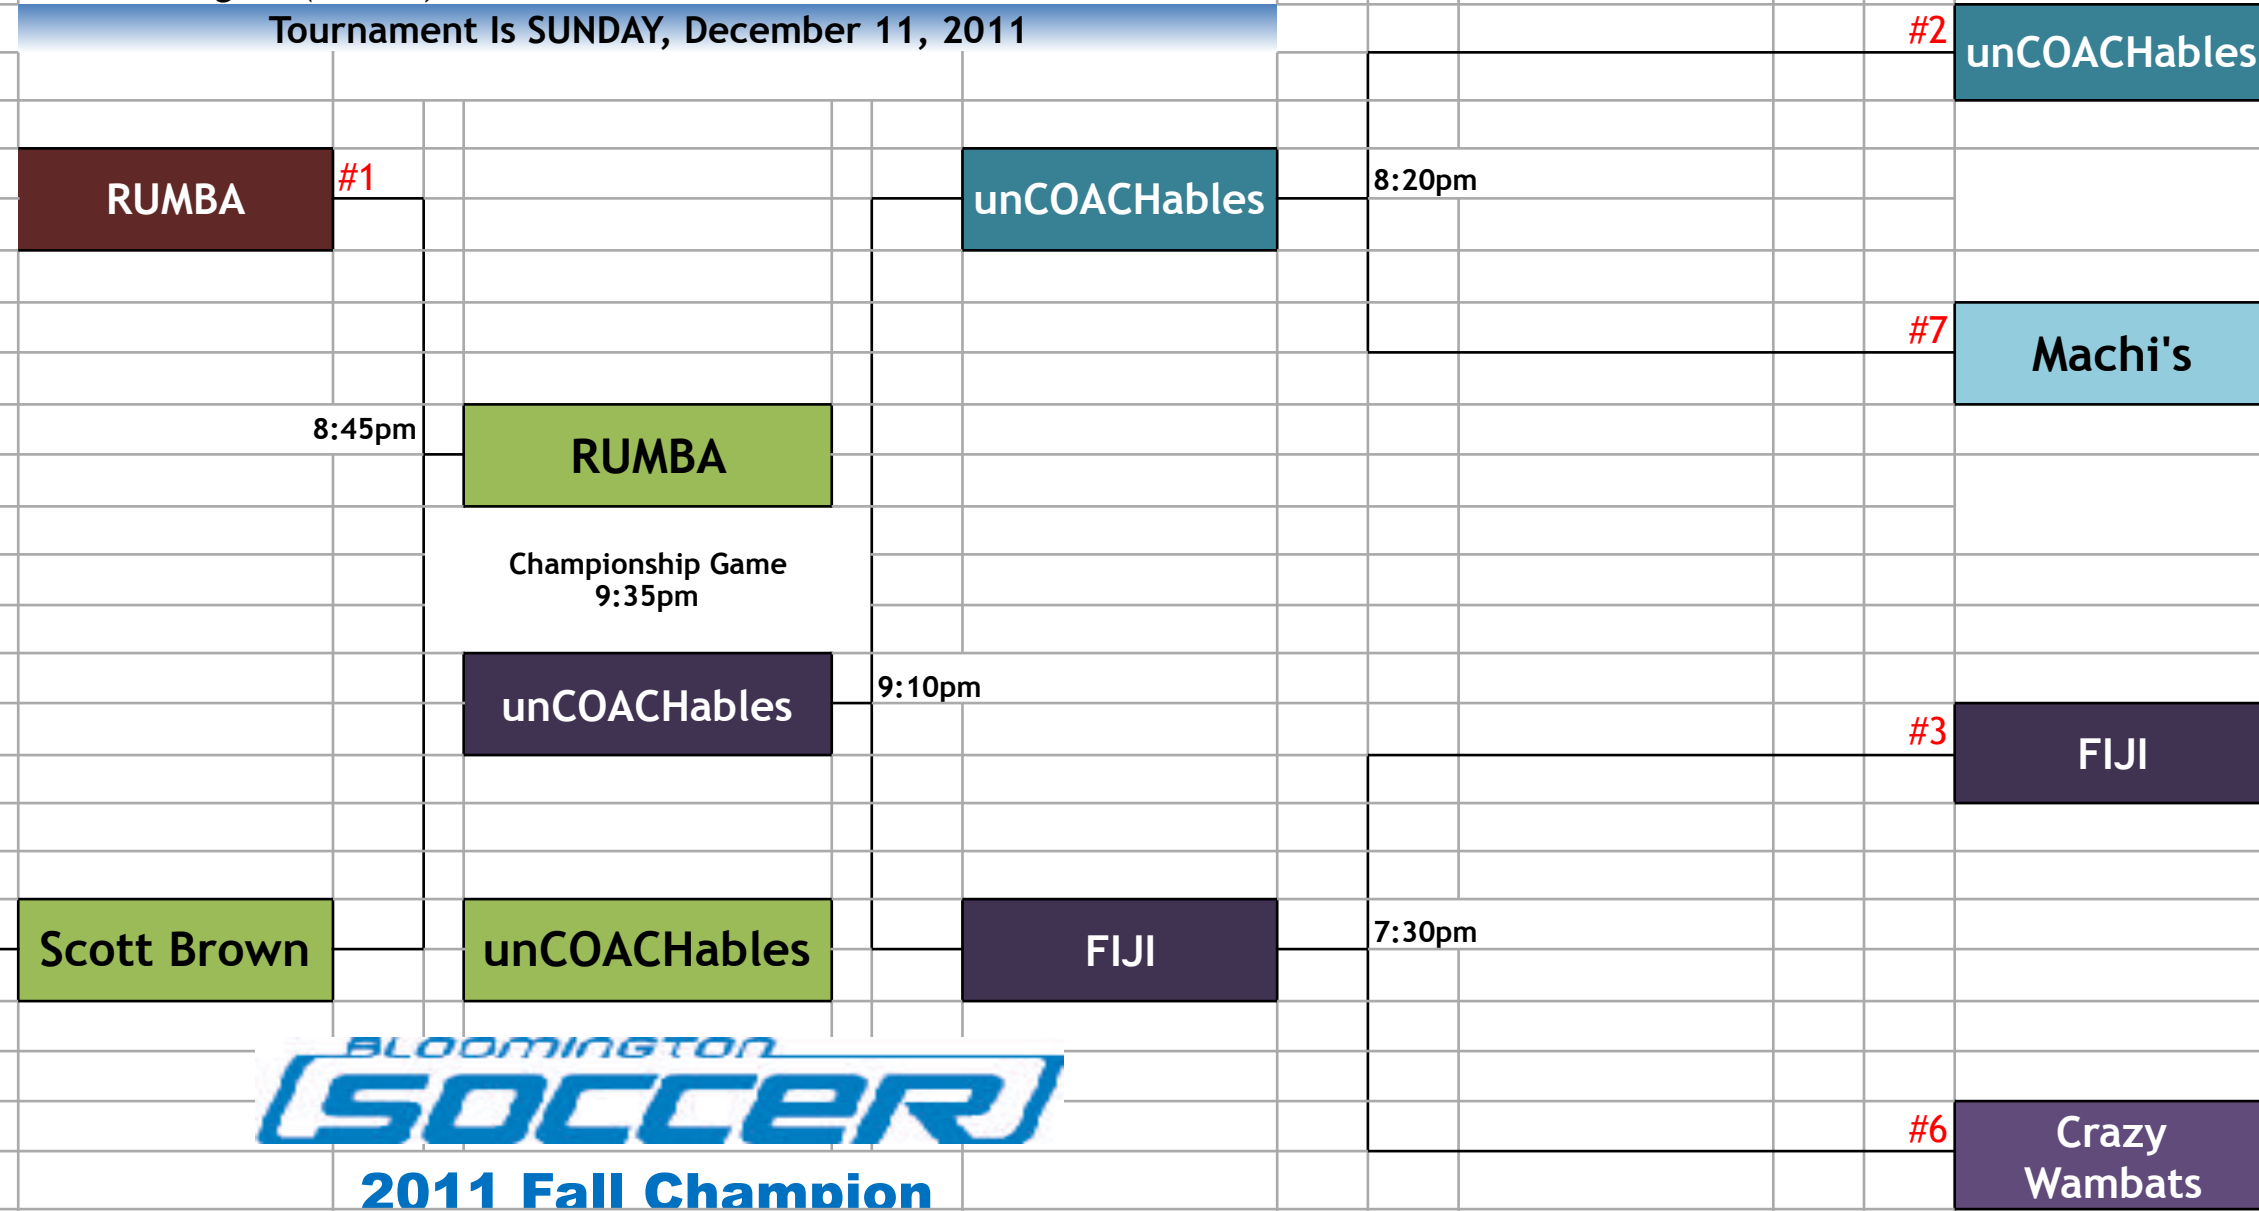 Tournament Is SUNDAY, December 11, 2011
#2
unCOACHables
RUMBA
#1
unCOACHables
8:20pm
#7
Machi's
8:45pm
RUMBA
Championship Game
9:35pm
unCOACHables
9:10pm
#3
FIJI
Scott Brown
unCOACHables
FIJI
7:30pm
BLOOMINGTON
SOCCER
#6
Crazy
Wambats
2011 Fall Champion